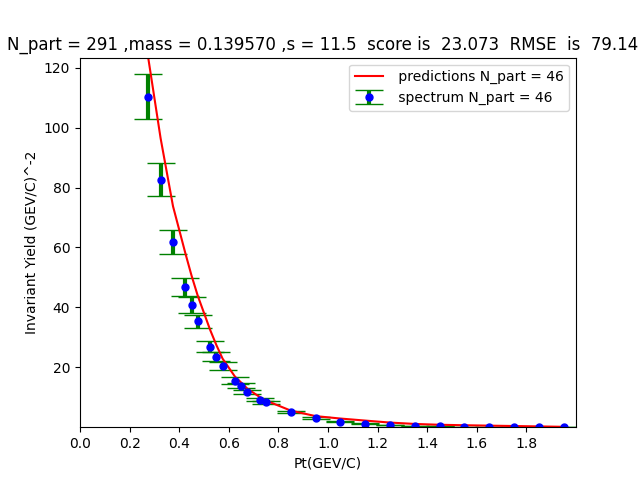 N_part = 291 ,mass = 0.139570 ,s = 11.5  score is  23.073  RMSE  is  79.14
predictions N_part = 46
spectrum N_part = 46
120
100
80
60
40
20
Invariant Yield (GEV/C)^-2
0.0 0.2 0.4 0.6 0.8 1.0 1.2 1.4 1.6 1.8
Pt(GEV/C)